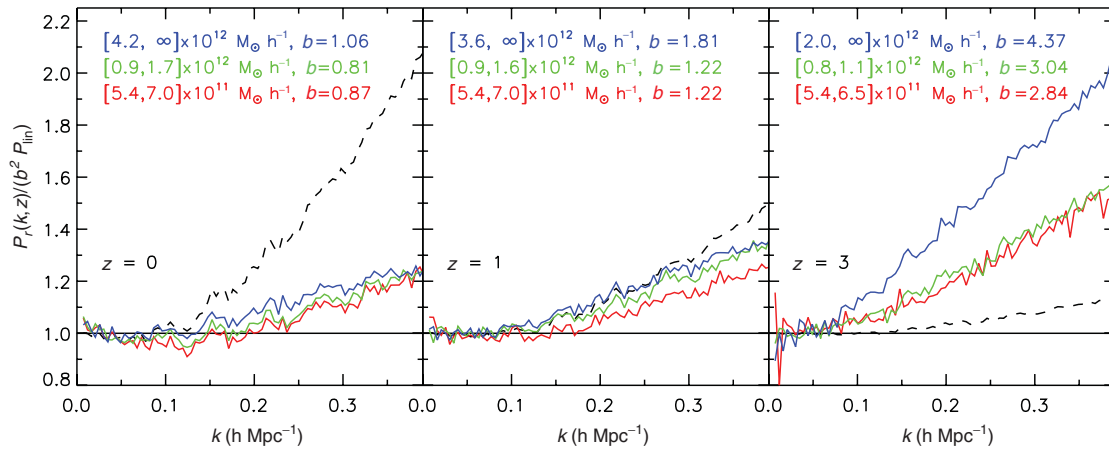 2.2
2.0
1.8
1.6
1.4
1.2
1.0
0.8
P_r(k,z)/(b² P_lin)
[4.2, ∞]x10¹² M⊙ h⁻¹, b=1.06
[0.9,1.7]x10¹² M⊙ h⁻¹, b=0.81
[5.4,7.0]x10¹¹ M⊙ h⁻¹, b=0.87
z = 0
[3.6, ∞]x10¹² M⊙ h⁻¹, b=1.81
[0.9,1.6]x10¹² M⊙ h⁻¹, b=1.22
[5.4,7.0]x10¹¹ M⊙ h⁻¹, b=1.22
z = 1
[2.0, ∞]x10¹² M⊙ h⁻¹, b=4.37
[0.8,1.1]x10¹² M⊙ h⁻¹, b=3.04
[5.4,6.5]x10¹¹ M⊙ h⁻¹, b=2.84
z = 3
0.0 0.1 0.2 0.3 0.0 0.1 0.2 0.3 0.0 0.1 0.2 0.3
k (h Mpc⁻¹) k (h Mpc⁻¹) k (h Mpc⁻¹)